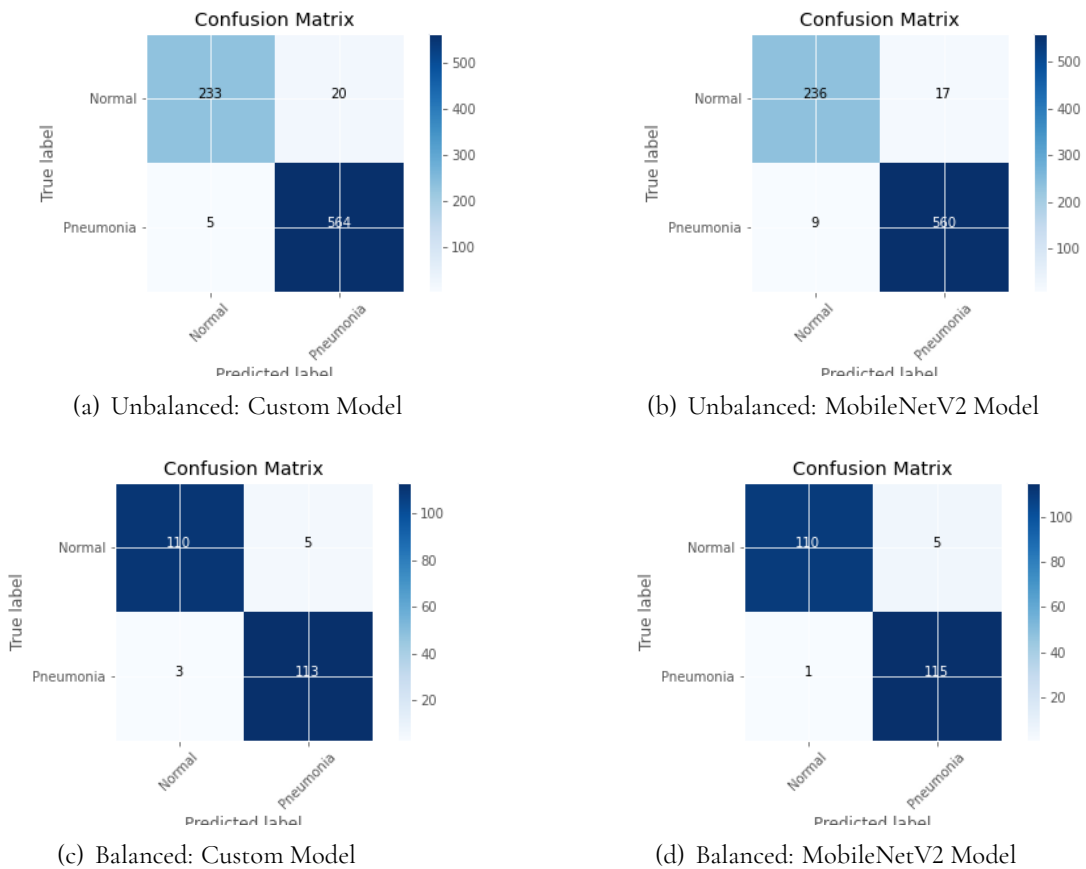 Confusion Matrix
Normal
Pneumonia
True label
233 20
5 564
500
400
300
200
100
Normal
Pneumonia
Predicted label
(a) Unbalanced: Custom Model
Confusion Matrix
Normal
Pneumonia
True label
236 17
9 560
500
400
300
200
100
Normal
Pneumonia
Predicted label
(b) Unbalanced: MobileNetV2 Model
Confusion Matrix
Normal
Pneumonia
True label
110 5
3 113
100
80
60
40
20
Normal
Pneumonia
Predicted label
(c) Balanced: Custom Model
Confusion Matrix
Normal
Pneumonia
True label
110 5
1 115
100
80
60
40
20
Normal
Pneumonia
Predicted label
(d) Balanced: MobileNetV2 Model